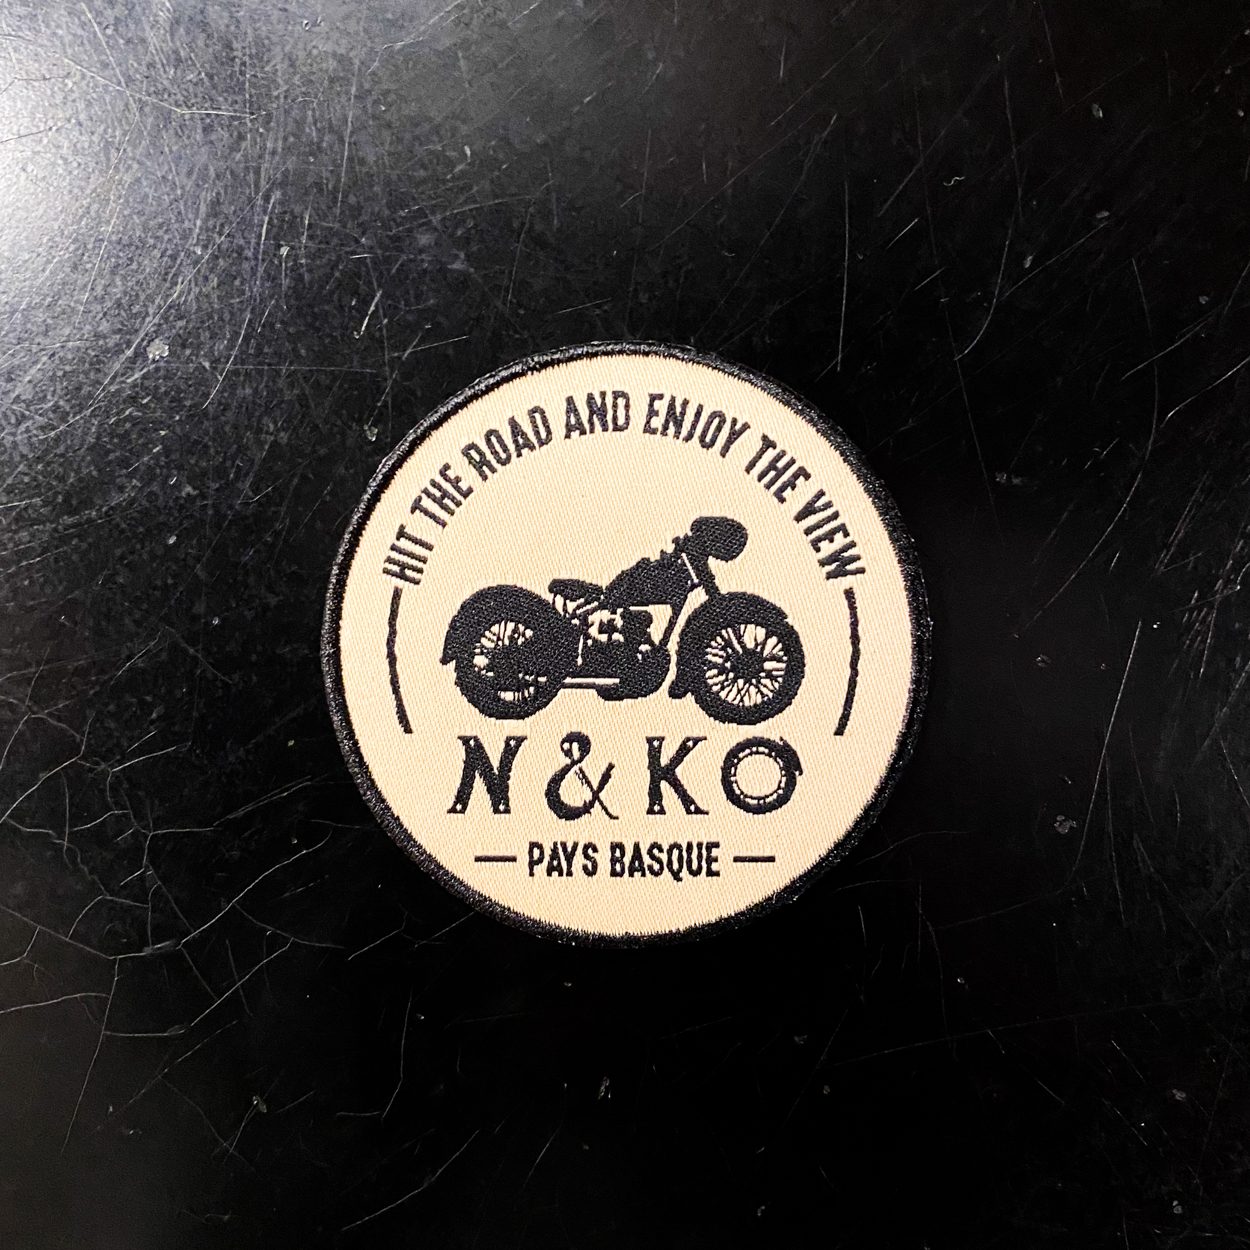 HIT THE ROAD AND ENJOY THE VIEW
N & KO
PAYS BASQUE